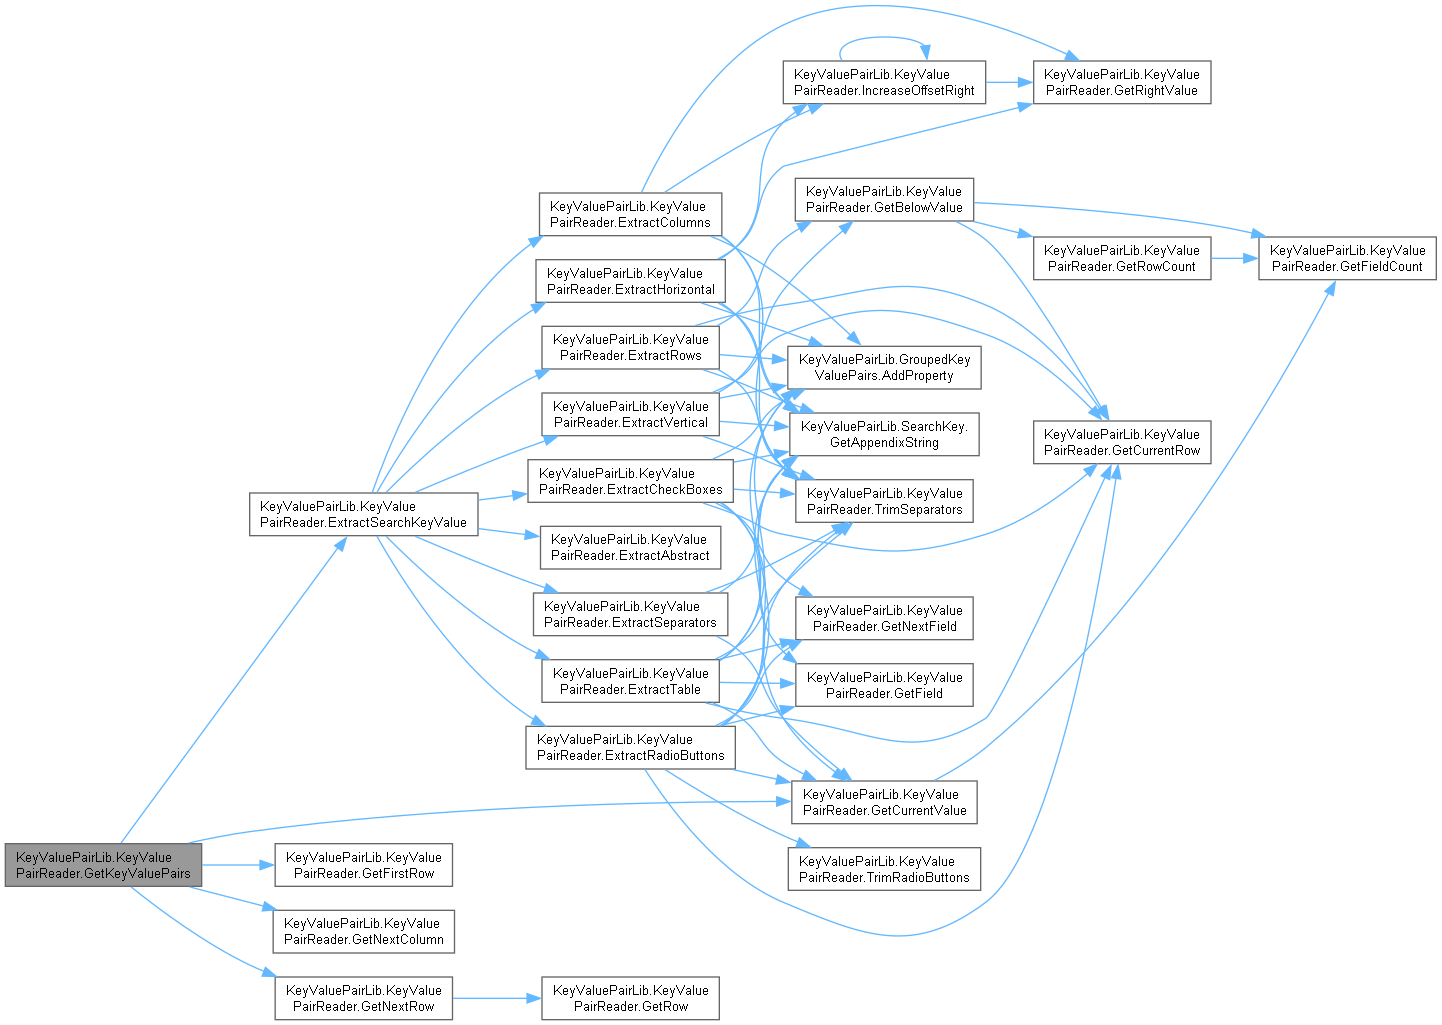 KeyValuePairLib.KeyValue
PairReader.IncreaseOffsetRight
KeyValuePairLib.KeyValue
PairReader.GetRightValue
KeyValuePairLib.KeyValue
PairReader.ExtractColumns
KeyValuePairLib.KeyValue
PairReader.GetBelowValue
KeyValuePairLib.KeyValue
PairReader.GetRowCount
KeyValuePairLib.KeyValue
PairReader.GetFieldCount
KeyValuePairLib.KeyValue
PairReader.ExtractHorizontal
KeyValuePairLib.KeyValue
PairReader.ExtractRows
KeyValuePairLib.GroupedKey
ValuePairs.AddProperty
KeyValuePairLib.KeyValue
PairReader.ExtractVertical
KeyValuePairLib.SearchKey.
GetAppendixString
KeyValuePairLib.KeyValue
PairReader.GetCurrentRow
KeyValuePairLib.KeyValue
PairReader.ExtractCheckBoxes
KeyValuePairLib.KeyValue
PairReader.TrimSeparators
KeyValuePairLib.KeyValue
PairReader.ExtractSearchKeyValue
KeyValuePairLib.KeyValue
PairReader.ExtractAbstract
KeyValuePairLib.KeyValue
PairReader.ExtractSeparators
KeyValuePairLib.KeyValue
PairReader.GetNextField
KeyValuePairLib.KeyValue
PairReader.ExtractTable
KeyValuePairLib.KeyValue
PairReader.GetField
KeyValuePairLib.KeyValue
PairReader.ExtractRadioButtons
KeyValuePairLib.KeyValue
PairReader.GetCurrentValue
KeyValuePairLib.KeyValue
PairReader.GetKeyValuePairs
KeyValuePairLib.KeyValue
PairReader.GetFirstRow
KeyValuePairLib.KeyValue
PairReader.TrimRadioButtons
KeyValuePairLib.KeyValue
PairReader.GetNextColumn
KeyValuePairLib.KeyValue
PairReader.GetNextRow
KeyValuePairLib.KeyValue
PairReader.GetRow